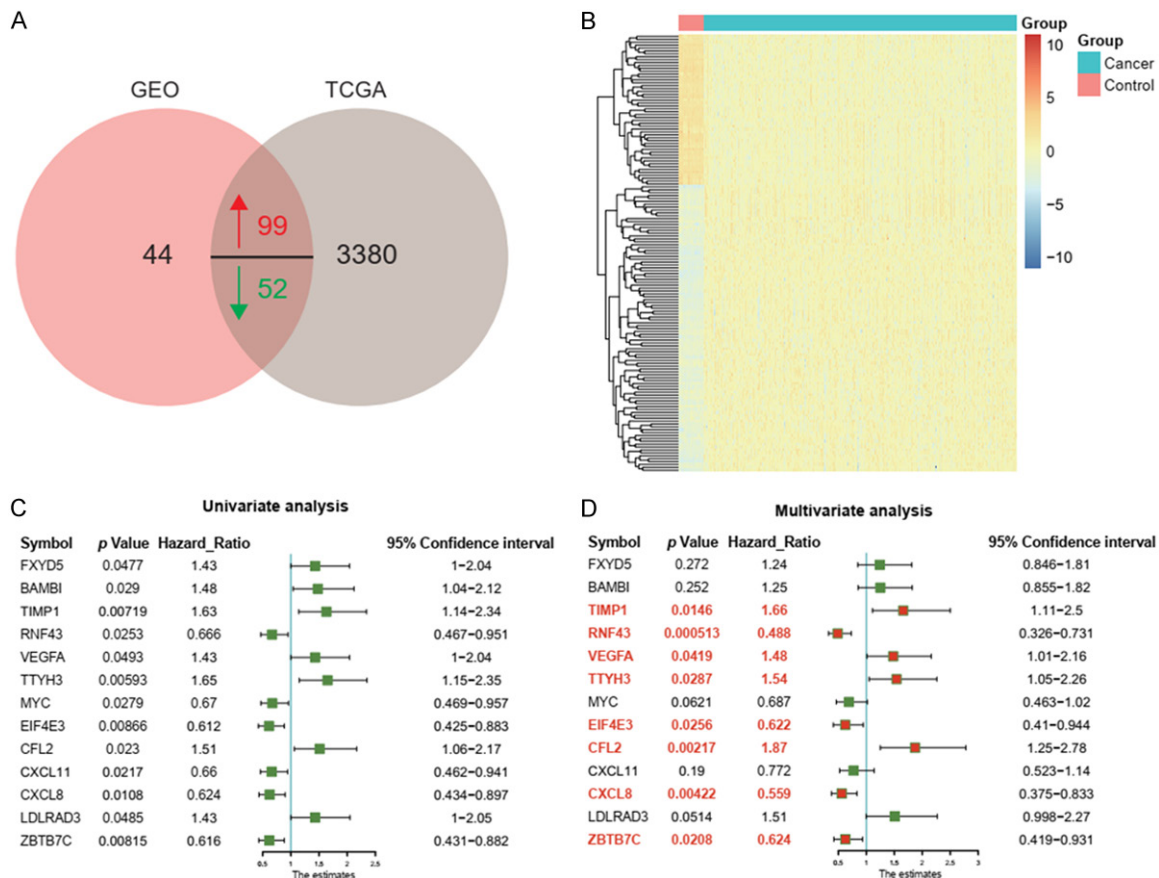 A
GEO
TCGA
44
99
52
3380
B
Group
10
5
0
−5
−10
Group
Cancer
Control
C
Univariate analysis
Symbol p Value Hazard_Ratio 95% Confidence interval
FXYD5 0.0477 1.43 1−2.04
BAMBI 0.029 1.48 1.04−2.12
TIMP1 0.00719 1.63 1.14−2.34
RNF43 0.0253 0.666 0.467−0.951
VEGFA 0.0493 1.43 1−2.04
TTYH3 0.00593 1.65 1.15−2.35
MYC 0.0279 0.67 0.469−0.957
EIF4E3 0.00866 0.612 0.425−0.883
CFL2 0.023 1.51 1.06−2.17
CXCL11 0.0217 0.66 0.462−0.941
CXCL8 0.0108 0.624 0.434−0.897
LDLRAD3 0.0485 1.43 1−2.05
ZBTB7C 0.00815 0.616 0.431−0.882
0.5 1 1.5 2 2.5
The estimates
D
Multivariate analysis
Symbol p Value Hazard_Ratio 95% Confidence interval
FXYD5 0.272 1.24 0.846−1.81
BAMBI 0.252 1.25 0.855−1.82
TIMP1 0.0146 1.66 1.11−2.5
RNF43 0.000513 0.488 0.326−0.731
VEGFA 0.0419 1.48 1.01−2.16
TTYH3 0.0287 1.54 1.05−2.26
MYC 0.0621 0.687 0.463−1.02
EIF4E3 0.0256 0.622 0.41−0.944
CFL2 0.00217 1.87 1.25−2.78
CXCL11 0.19 0.772 0.523−1.14
CXCL8 0.00422 0.559 0.375−0.833
LDLRAD3 0.0514 1.51 0.998−2.27
ZBTB7C 0.0208 0.624 0.419−0.931
0.5 1 1.5 2 2.5 3
The estimates